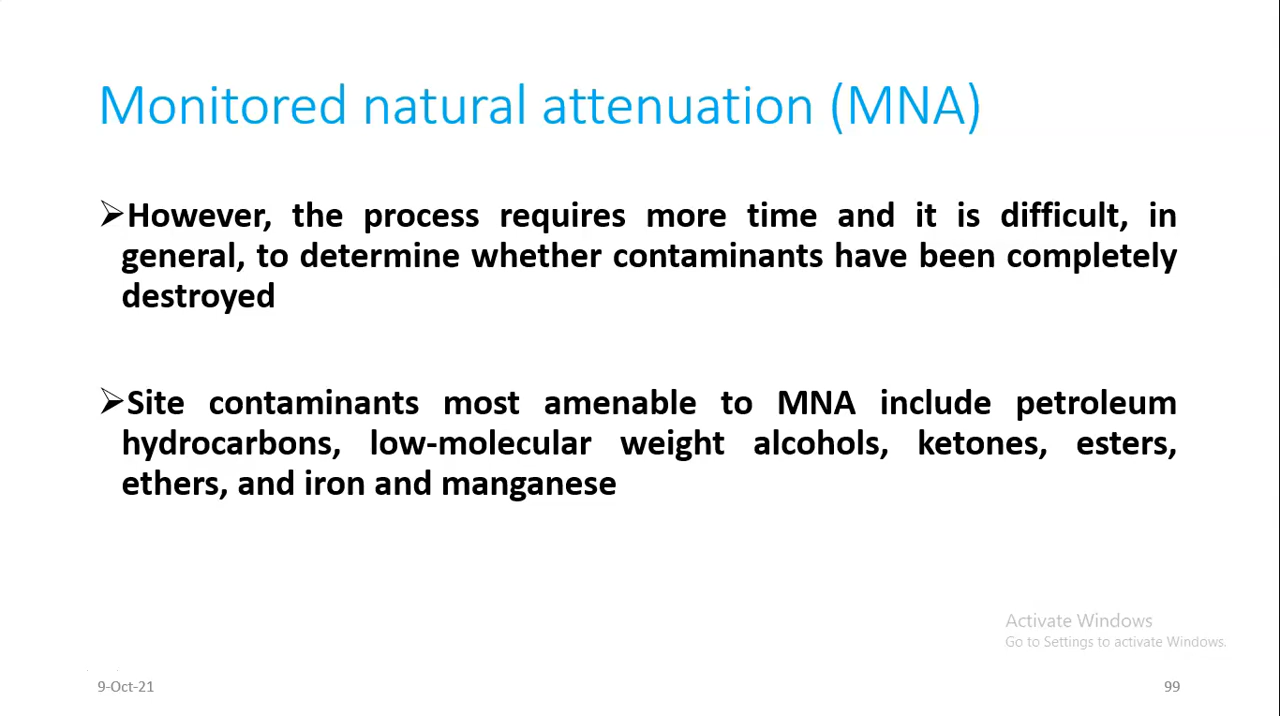 Monitored natural attenuation (MNA)
➢However, the process requires more time and it is difficult, in
general, to determine whether contaminants have been completely
destroyed
➢Site contaminants most amenable to MNA include petroleum
hydrocarbons, low-molecular weight alcohols, ketones, esters,
ethers, and iron and manganese
Activate Windows
Go to Settings to activate Windows.
9-Oct-21
99